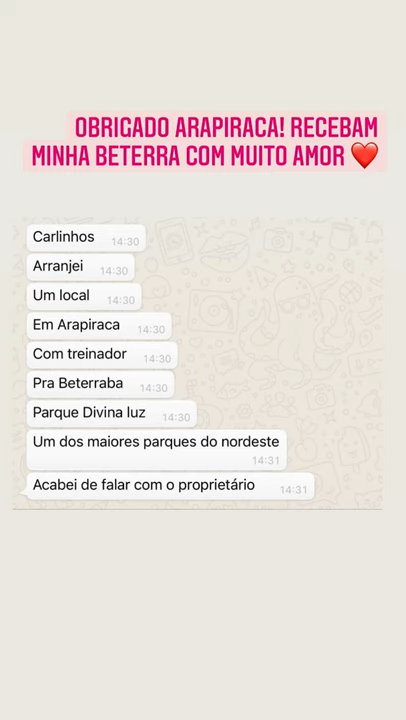 OBRIGADO ARAPIRACA! RECEBAM
MINHA BETERRA COM MUITO AMOR ❤️
Carlinhos 14:30
Arranjei 14:30
Um local 14:30
Em Arapiraca 14:30
Com treinador 14:30
Pra Beterraba 14:30
Parque Divina luz 14:30
Um dos maiores parques do nordeste
14:31
Acabei de falar com o proprietário 14:31